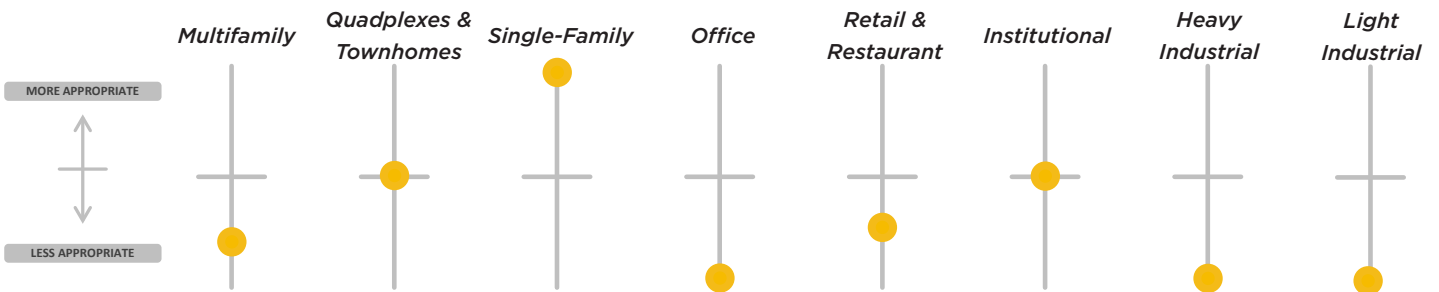 Multifamily
Quadplexes &
Townhomes
Single-Family
Office
Retail &
Restaurant
Institutional
Heavy
Industrial
Light
Industrial
MORE APPROPRIATE
LESS APPROPRIATE